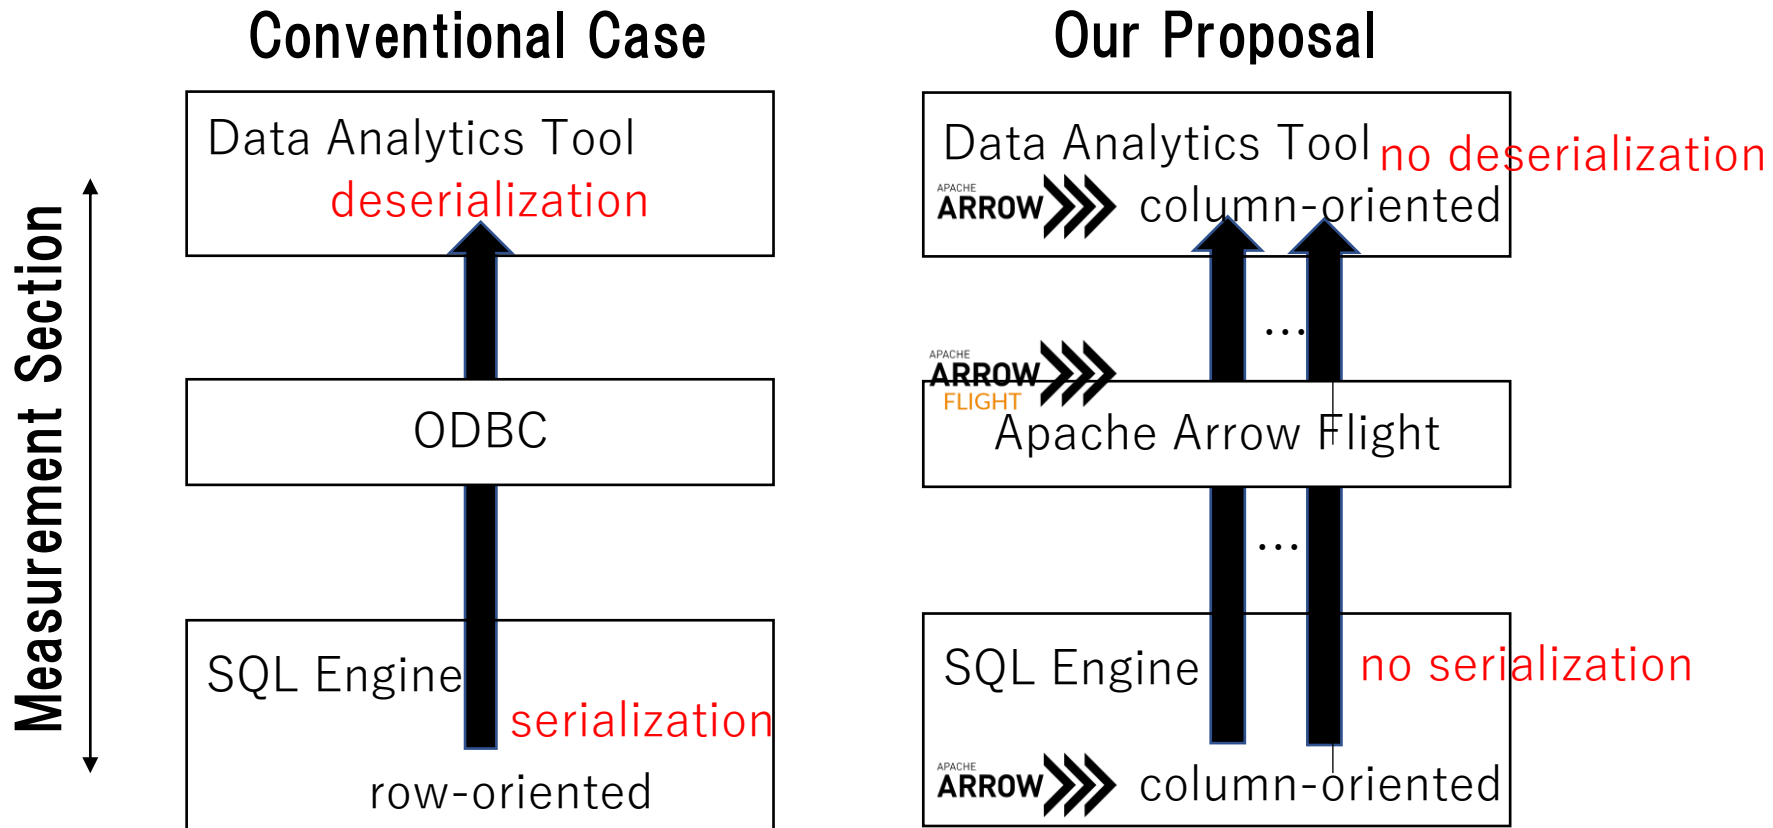 Conventional Case
Our Proposal
Measurement Section
Data Analytics Tool
deserialization
ODBC
SQL Engine
serialization
row-oriented
Data Analytics Tool
no deserialization
APACHE
ARROW
column-oriented
...
APACHE
ARROW
FLIGHT
Apache Arrow Flight
...
SQL Engine
no serialization
APACHE
ARROW
column-oriented